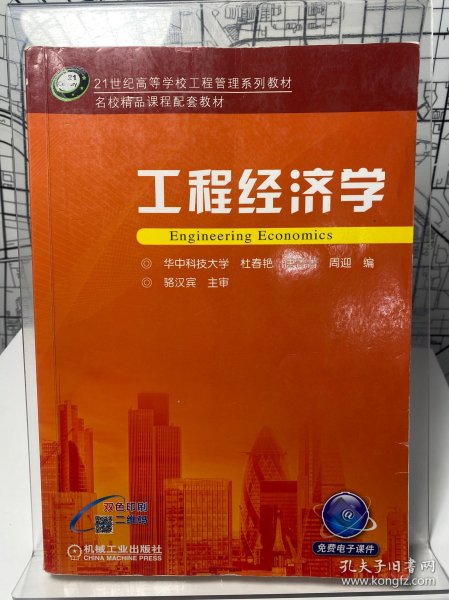 21
21世纪高等学校工程管理系列教材
名校精品课程配套教材
工程经济学
Engineering Economics
◎ 华中科技大学 杜春艳 周迎 编
◎ 骆汉宾 主审
双色印刷
二维码
机械工业出版社
CHINA MACHINE PRESS
@
免费电子课件
孔夫子旧书网
www.kongfz.com